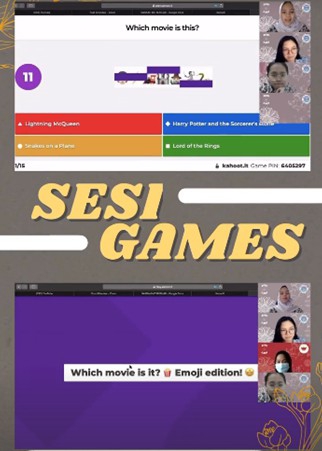 Which movie is this?
11
Lightning McQueen
Harry Potter and the Sorcerer's
Snakes on a Plane
Lord of the Rings
1/15
kahoot.it Game PIN: 6405297
SESI
GAMES
Which movie is it? 🍿 Emoji edition! 🤩